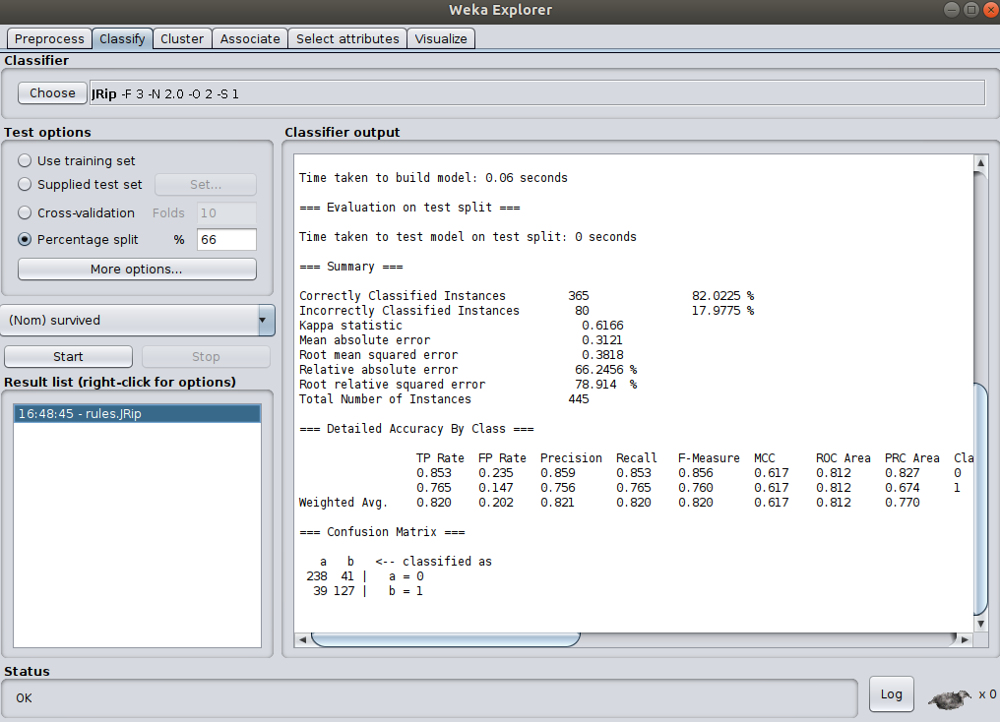 Weka Explorer
Preprocess Classify Cluster Associate Select attributes Visualize
Classifier
Choose JRip -F 3 -N 2.0 -O 2 -S 1
Test options
Use training set
Supplied test set Set...
Cross-validation Folds 10
Percentage split % 66
More options...
(Nom) survived
Start Stop
Result list (right-click for options)
16:48:45 - rules.JRip
Classifier output
Time taken to build model: 0.06 seconds
=== Evaluation on test split ===
Time taken to test model on test split: 0 seconds
=== Summary ===
Correctly Classified Instances 365 82.0225 %
Incorrectly Classified Instances 80 17.9775 %
Kappa statistic 0.6166
Mean absolute error 0.3121
Root mean squared error 0.3818
Relative absolute error 66.2456 %
Root relative squared error 78.914 %
Total Number of Instances 445
=== Detailed Accuracy By Class ===
TP Rate FP Rate Precision Recall F-Measure MCC ROC Area PRC Area Cla
0.853 0.235 0.859 0.853 0.856 0.617 0.812 0.827 0
0.765 0.147 0.756 0.765 0.760 0.617 0.812 0.674 1
Weighted Avg. 0.820 0.202 0.821 0.820 0.820 0.617 0.812 0.770
=== Confusion Matrix ===
a b <-- classified as
238 41 | a = 0
39 127 | b = 1
Status
OK
Log
x 0